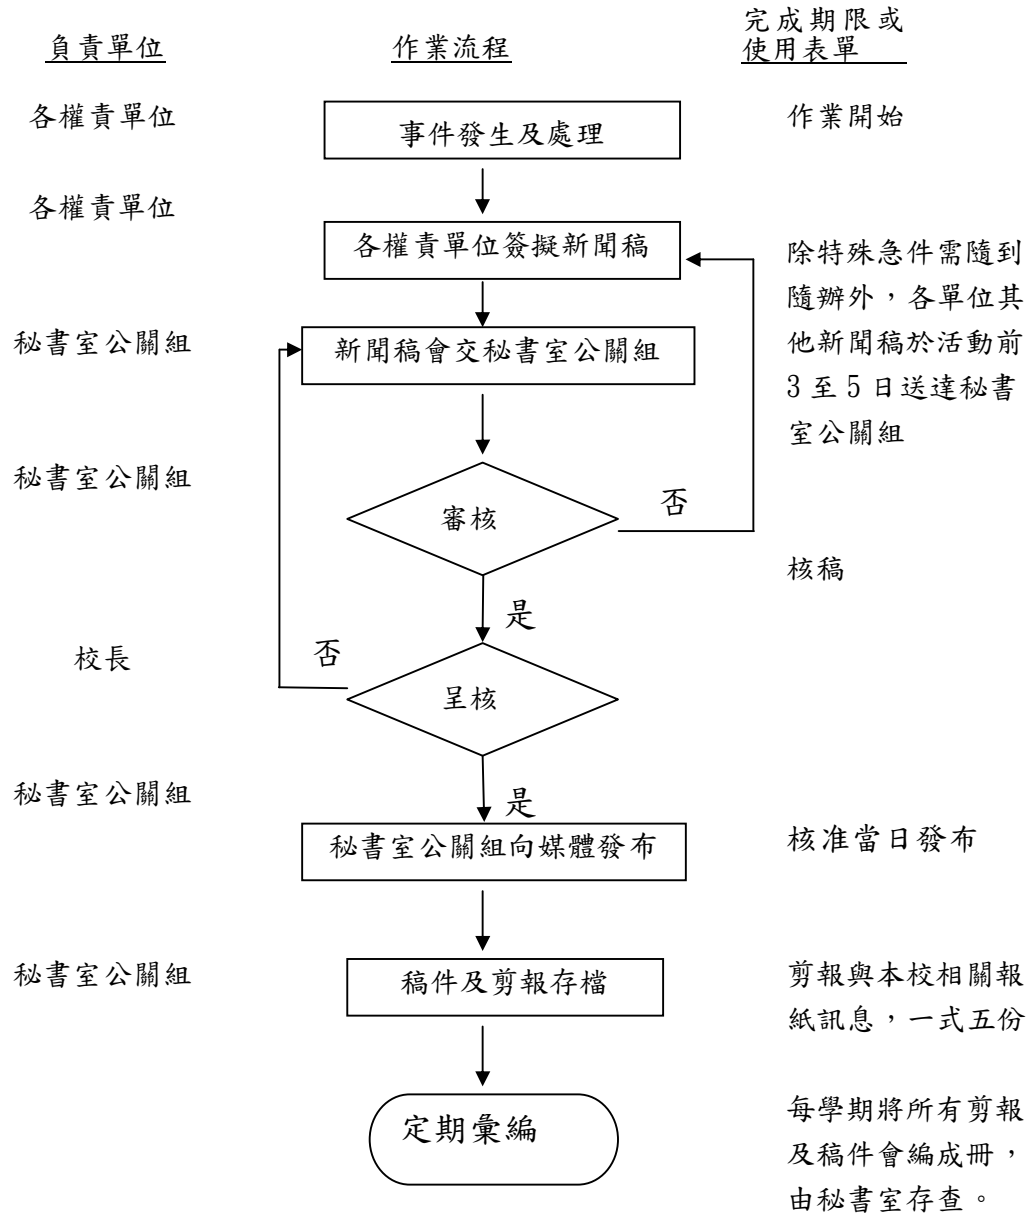 完成期限或
負責單位 作業流程 使用表單
各權責單位 事件發生及處理 作業開始
各權責單位
各權責單位簽擬新聞稿 除特殊急件需隨到
隨辦外,各單位其
秘書室公關組 新聞稿會交秘書室公關組 他新聞稿於活動前
3至5日送達秘書
室公關組
秘書室公關組
審核 否
核稿
是
校長 否
呈核
秘書室公關組 是
秘書室公關組向媒體發布 核准當日發布
秘書室公關組 稿件及剪報存檔 剪報與本校相關報
紙訊息,一式五份
定期彙編 每學期將所有剪報
及稿件會編成冊,
由秘書室存查。